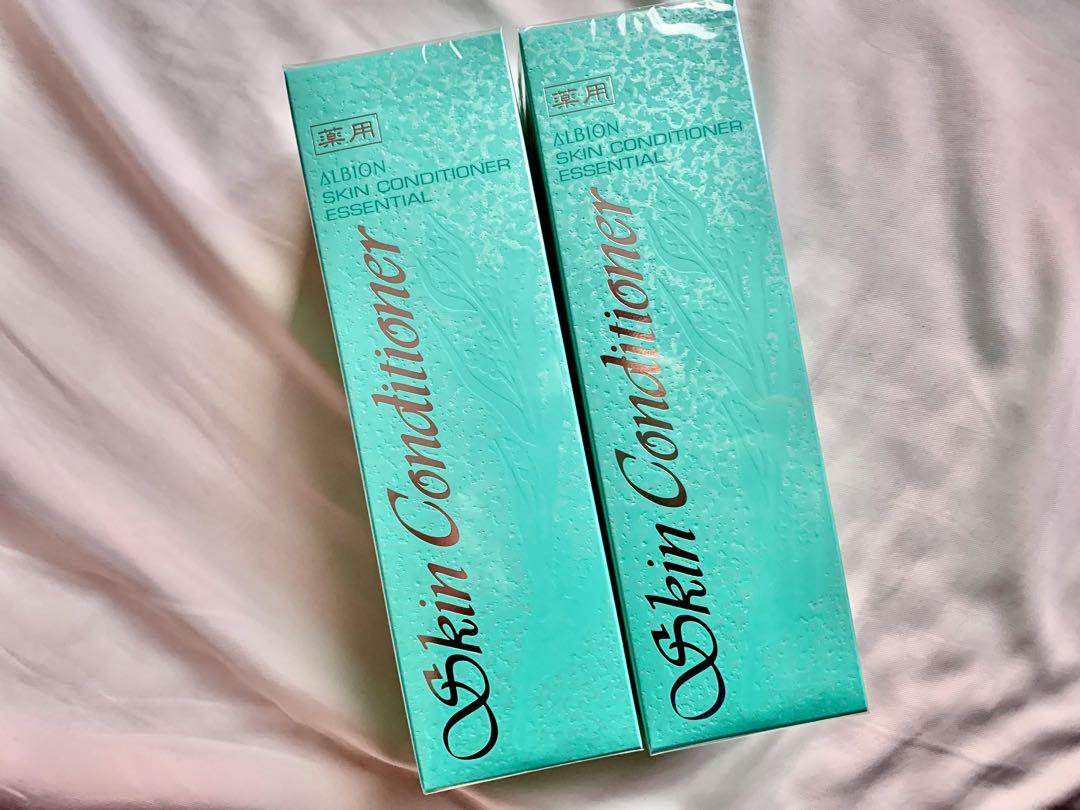 薬用
ALBION
SKIN CONDITIONER
ESSENTIAL
Skin Conditioner
薬用
ALBION
SKIN CONDITIONER
ESSENTIAL
Skin Conditioner